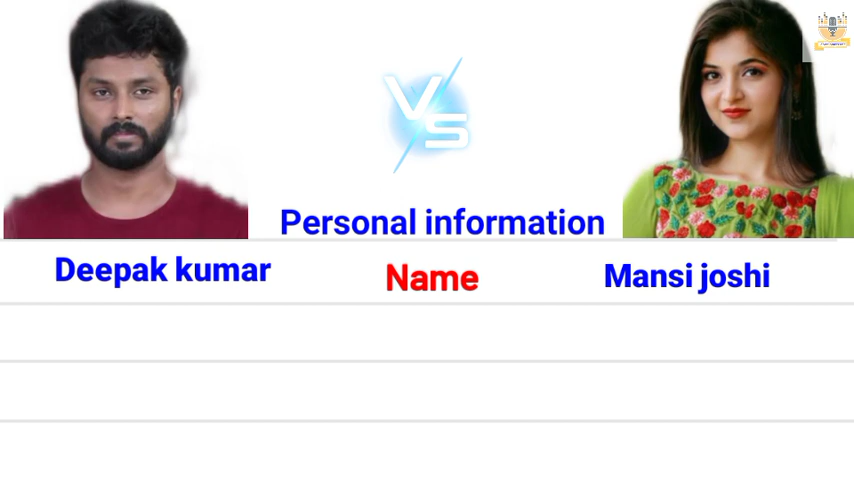 VS
Personal information
Deepak kumar
Name
Mansi joshi